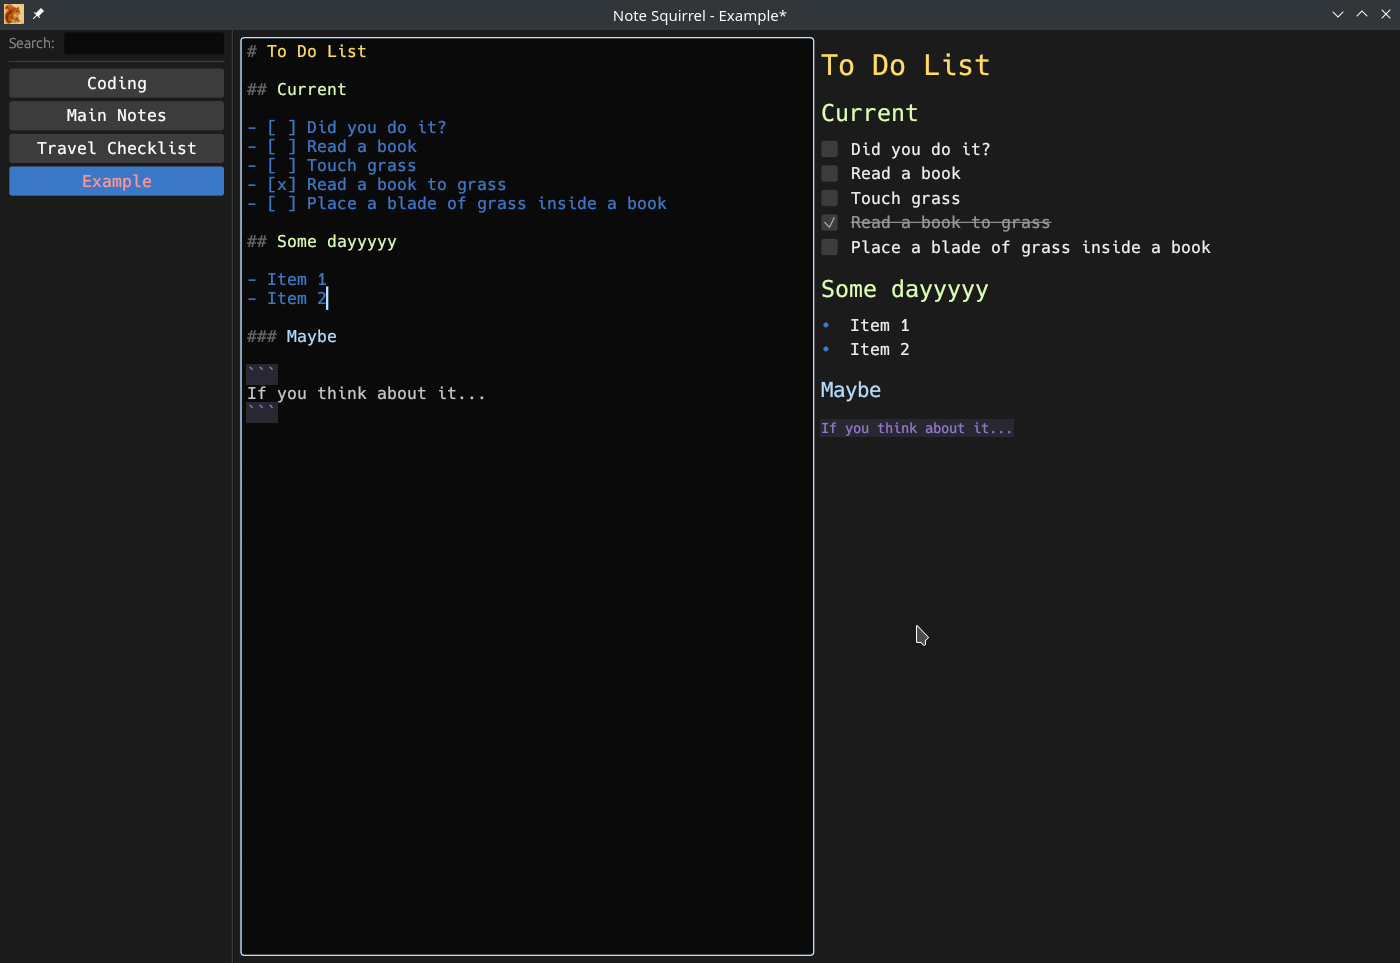 Note Squirrel - Example*
Search:
Coding
Main Notes
Travel Checklist
Example
# To Do List
## Current
- [ ] Did you do it?
- [ ] Read a book
- [ ] Touch grass
- [x] Read a book to grass
- [ ] Place a blade of grass inside a book
## Some dayyyyy
- Item 1
- Item 2
### Maybe
```
If you think about it...
```
To Do List
Current
Did you do it?
Read a book
Touch grass
Read a book to grass
Place a blade of grass inside a book
Some dayyyyy
• Item 1
• Item 2
Maybe
If you think about it...